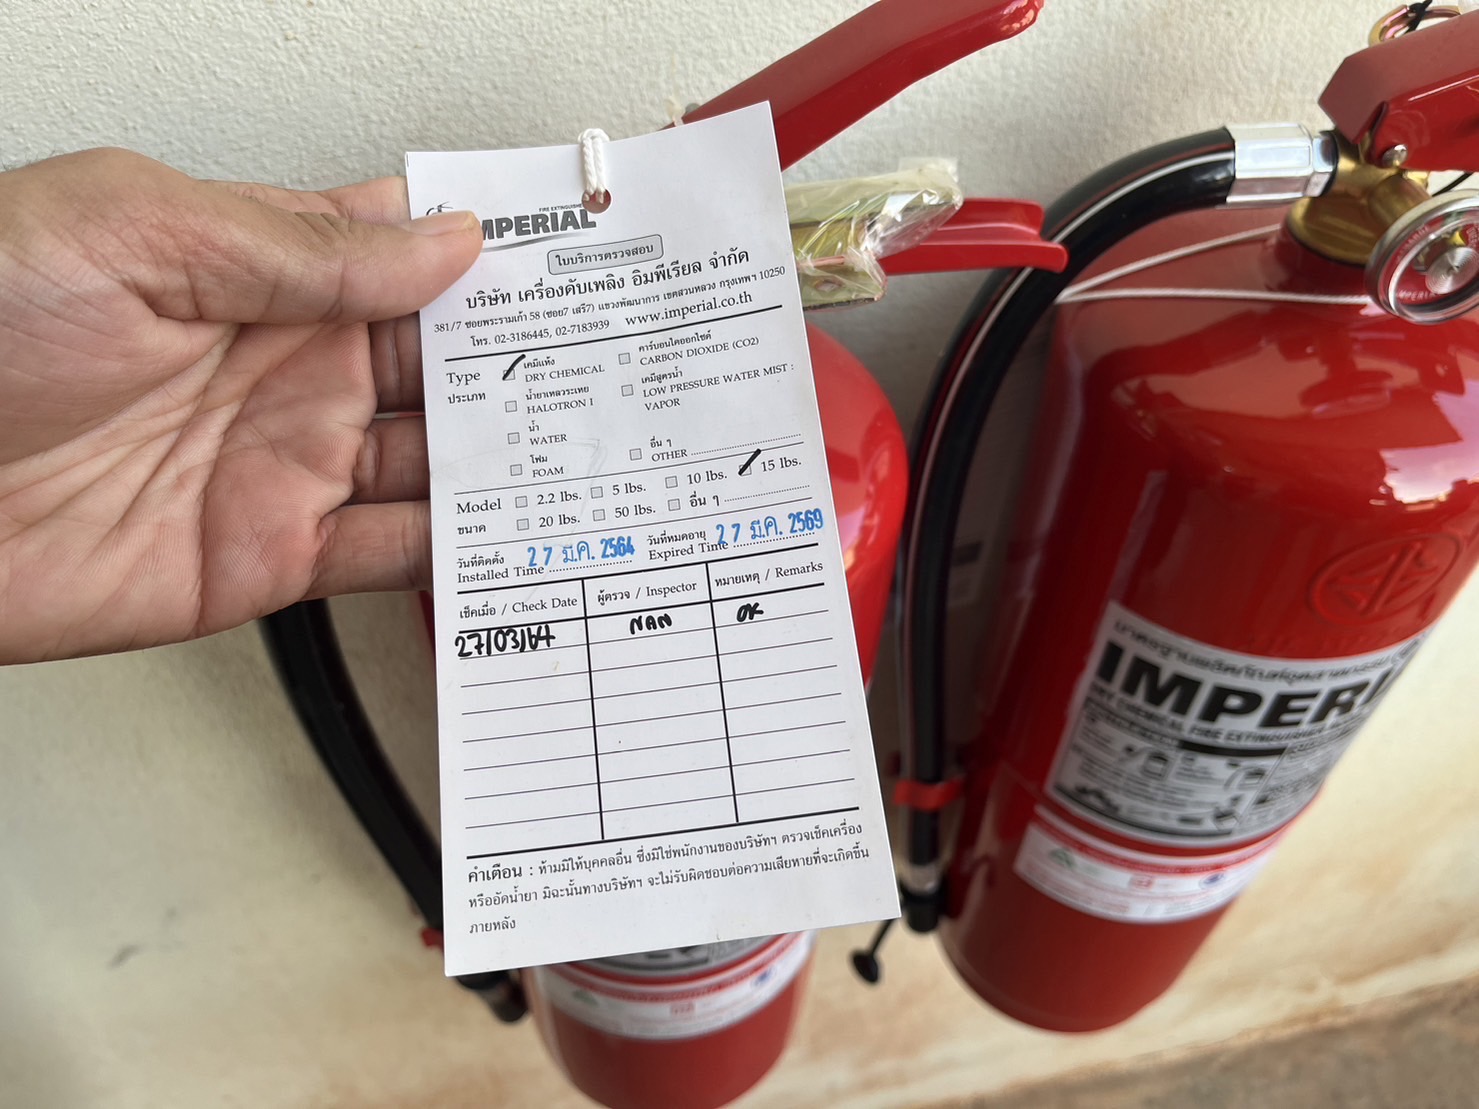 FIRE EXTINGUISHER
IMPERIAL
ใบบริการตรวจสอบ
บริษัท เครื่องดับเพลิง อิมพีเรียล จำกัด
381/7 ซอยพระรามเก้า 58 (ซอย7 เสรี7) แขวงพัฒนาการ เขตสวนหลวง กรุงเทพฯ 10250
โทร. 02-3186445, 02-7183939 www.imperial.co.th
Type
ประเภท
เคมีแห้ง
DRY CHEMICAL
คาร์บอนไดออกไซด์
CARBON DIOXIDE (CO2)
น้ำยาเหลวระเหย
HALOTRON 1
เคมีสูตรน้ำ
LOW PRESSURE WATER MIST :
VAPOR
น้ำ
WATER
โฟม
FOAM
อื่น ๆ
OTHER
Model 2.2 lbs. 5 lbs. 10 lbs. 15 lbs.
ขนาด 20 lbs. 50 lbs. อื่น ๆ
วันที่ติดตั้ง 27 มี.ค. 2564 วันที่หมดอายุ 27 มี.ค. 2569
Installed Time Expired Time
เช็คเมื่อ / Check Date ผู้ตรวจ / Inspector หมายเหตุ / Remarks
27/03/64 NAN OK
คำเตือน : ห้ามมิให้บุคคลอื่น ซึ่งมิใช่พนักงานของบริษัทฯ ตรวจเช็คเครื่อง
หรืออัดน้ำยา มิฉะนั้นทางบริษัทฯ จะไม่รับผิดชอบต่อความเสียหายที่จะเกิดขึ้น
ภายหลัง
IMPERI
DRY CHEMICAL FIRE EXTINGUISHER